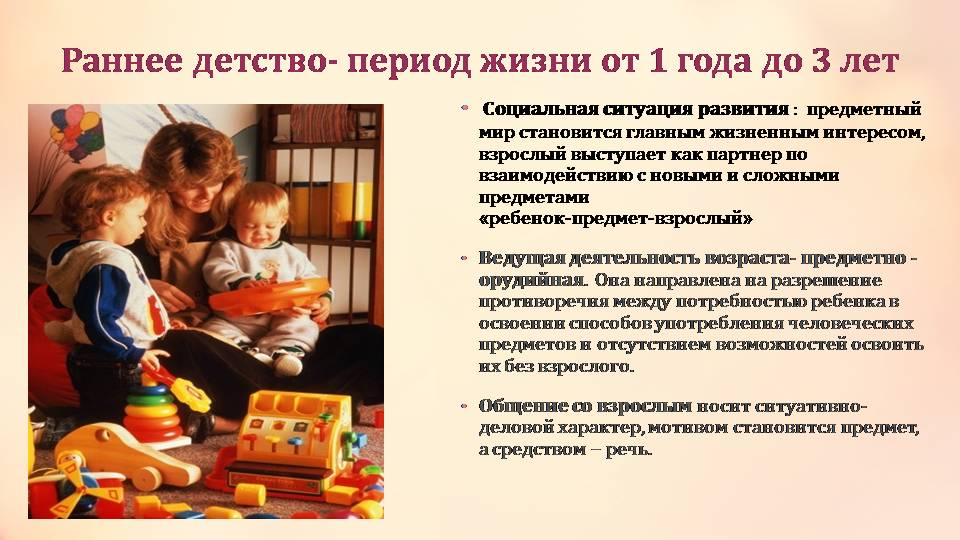 Раннее детство- период жизни от 1 года до 3 лет
• Социальная ситуация развития : предметный
мир становится главным жизненным интересом,
взрослый выступает как партнер по
взаимодействию с новыми и сложными
предметами
«ребенок-предмет-взрослый»
• Ведущая деятельность возраста- предметно -
орудийная. Она направлена на разрешение
противоречия между потребностью ребенка в
освоении способов употребления человеческих
предметов и отсутствием возможностей освоить
их без взрослого.
• Общение со взрослым носит ситуативно-
деловой характер, мотивом становится предмет,
а средством – речь.